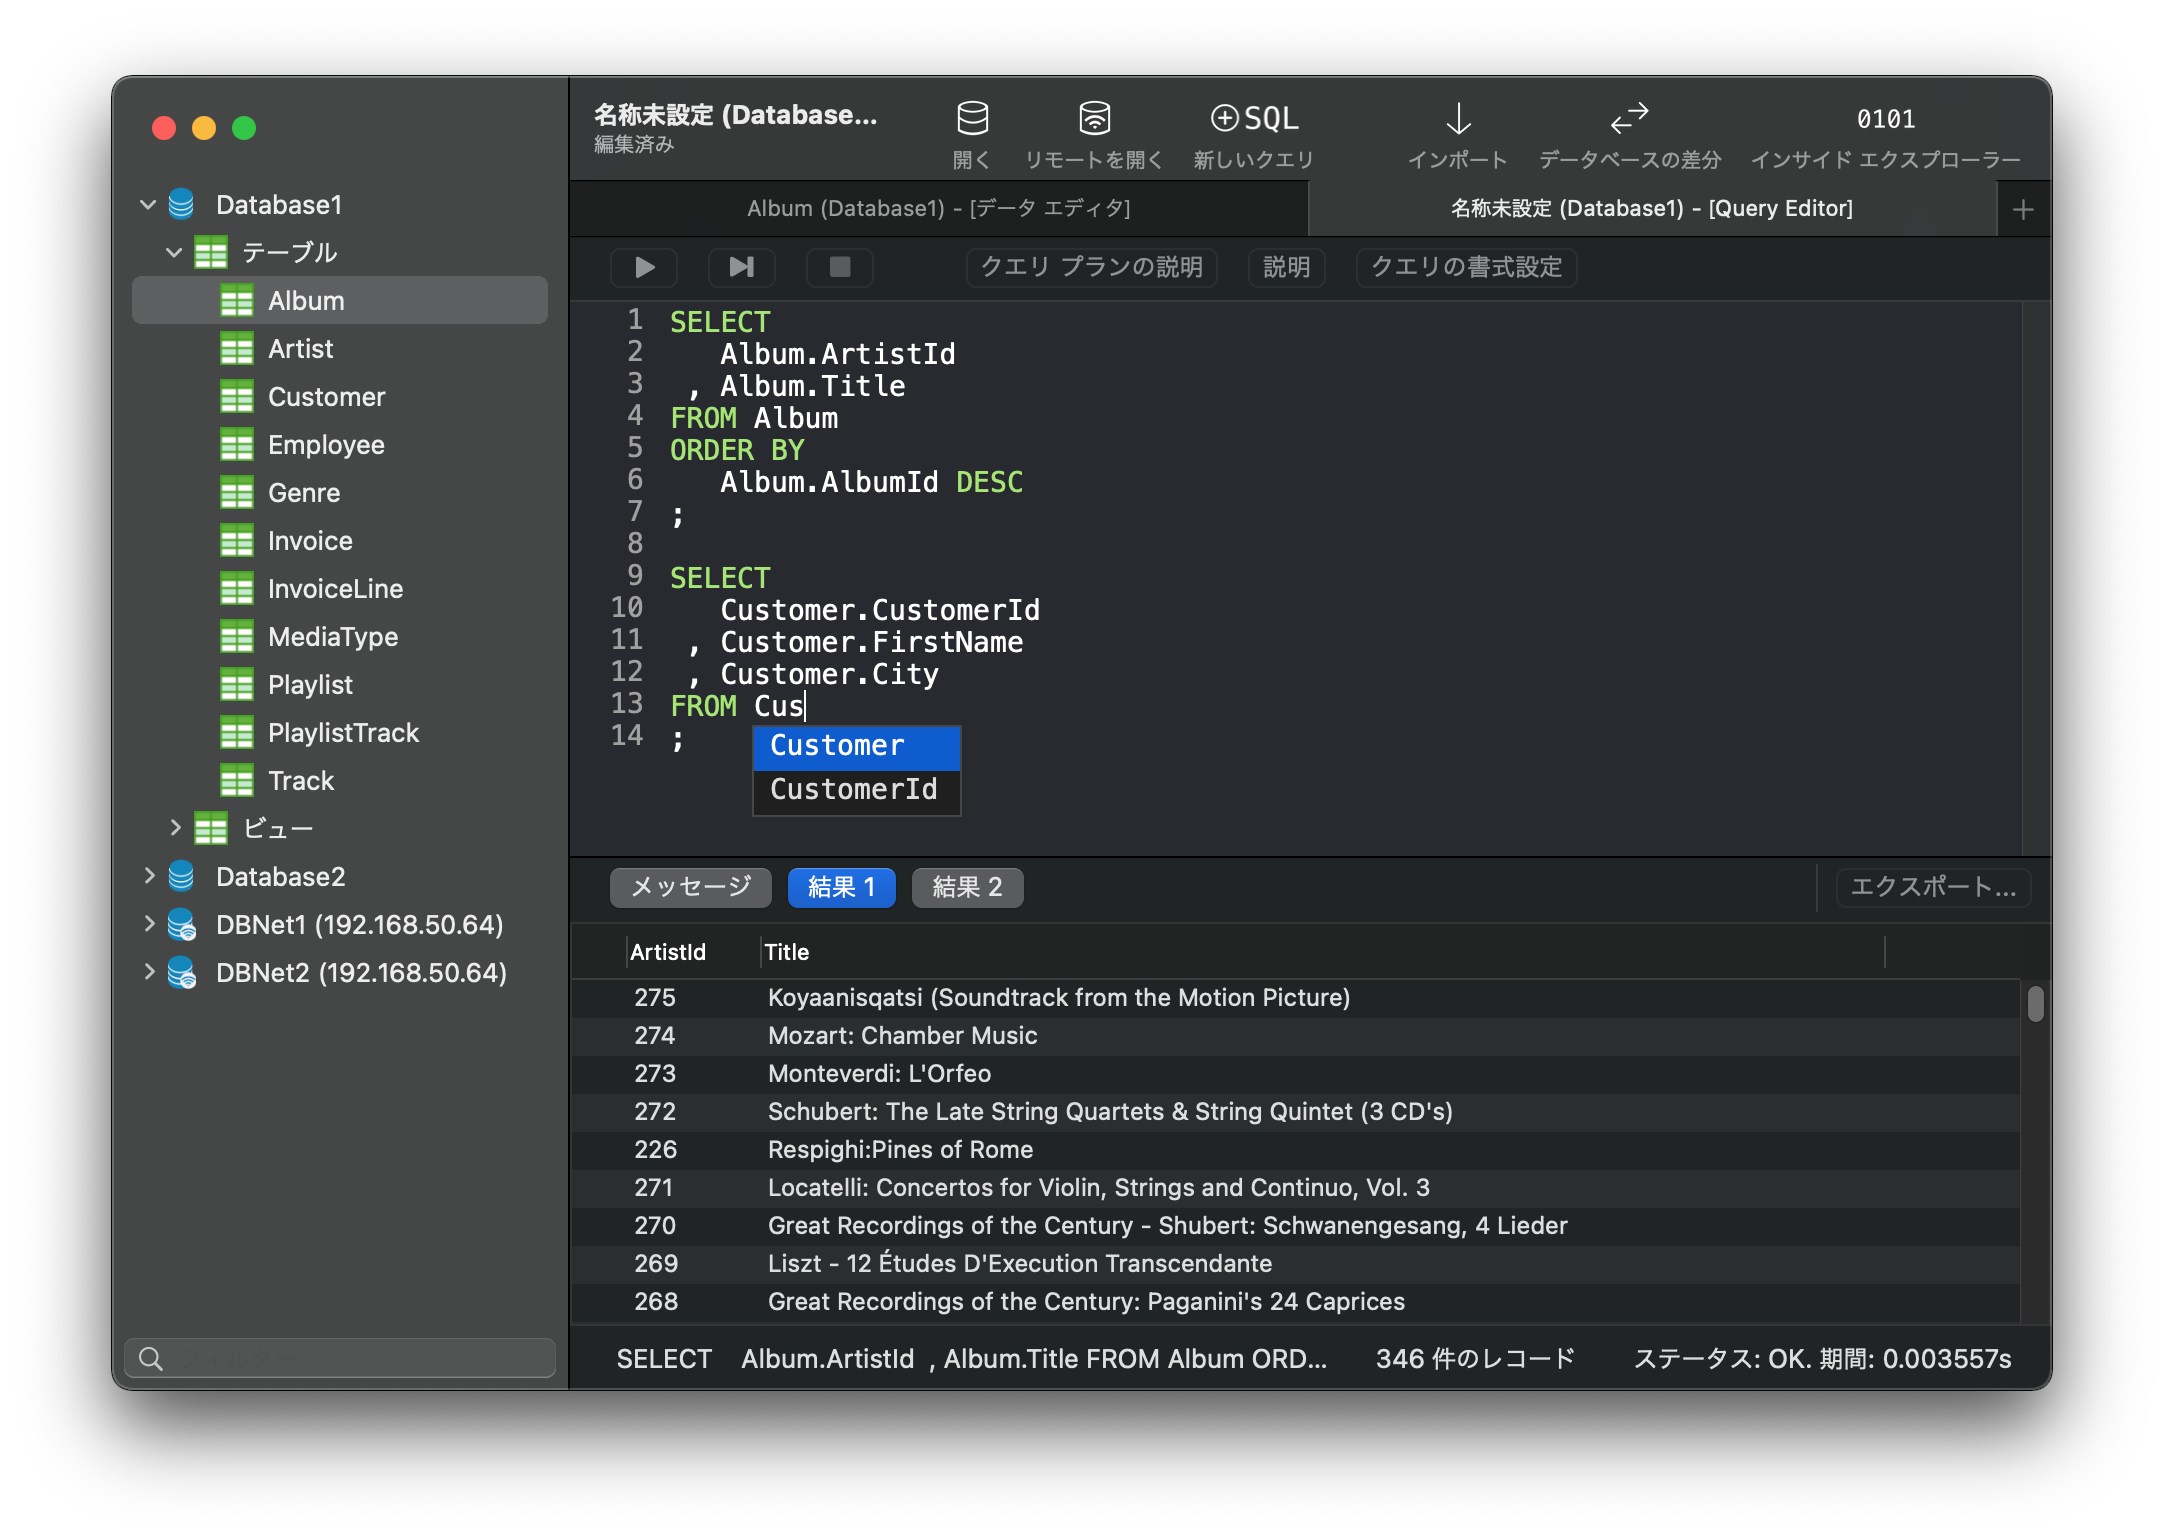 Database1
テーブル
Album
Artist
Customer
Employee
Genre
Invoice
InvoiceLine
MediaType
Playlist
PlaylistTrack
Track
ビュー
Database2
DBNet1 (192.168.50.64)
DBNet2 (192.168.50.64)
フィルター
名称未設定 (Database...
編集済み
開く
リモートを開く
SQL
新しいクエリ
インポート
データベースの差分
0101
インサイド エクスプローラー
Album (Database1) - [データ エディタ]
名称未設定 (Database1) - [Query Editor]
クエリ プランの説明
説明
クエリの書式設定
1 SELECT
2 Album.ArtistId
3 , Album.Title
4 FROM Album
5 ORDER BY
6 Album.AlbumId DESC
7 ;
8
9 SELECT
10 Customer.CustomerId
11 , Customer.FirstName
12 , Customer.City
13 FROM Cus
14 ;
Customer
CustomerId
メッセージ
結果 1
結果 2
エクスポート...
ArtistId Title
275 Koyaanisqatsi (Soundtrack from the Motion Picture)
274 Mozart: Chamber Music
273 Monteverdi: L'Orfeo
272 Schubert: The Late String Quartets & String Quintet (3 CD's)
226 Respighi:Pines of Rome
271 Locatelli: Concertos for Violin, Strings and Continuo, Vol. 3
270 Great Recordings of the Century - Shubert: Schwanengesang, 4 Lieder
269 Liszt - 12 Études D'Execution Transcendante
268 Great Recordings of the Century: Paganini's 24 Caprices
SELECT Album.ArtistId , Album.Title FROM Album ORD... 346 件のレコード ステータス: OK. 期間: 0.003557s